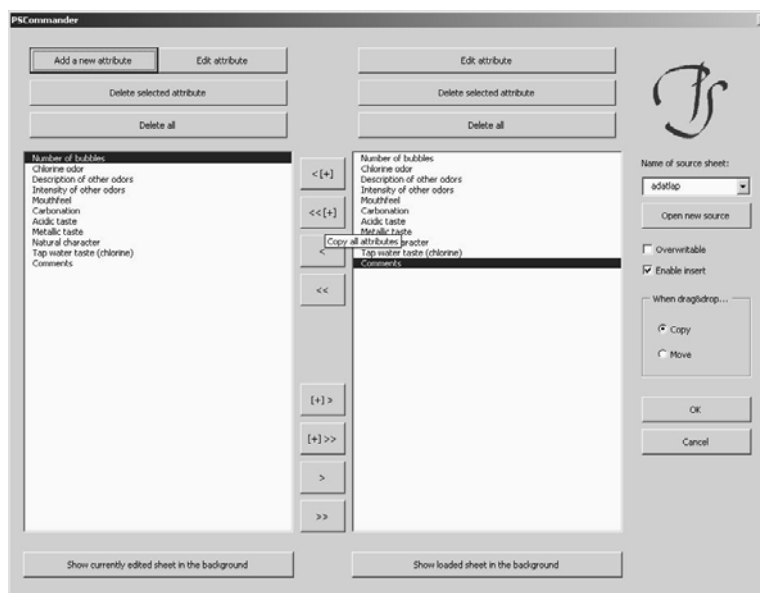 PSCommander
Add a new attribute
Edit attribute
Delete selected attribute
Delete all
Number of bubbles
Chlorine odor
Description of other odors
Intensity of other odors
Mouthfeel
Carbonation
Acidic taste
Metallic taste
Natural character
Tap water taste (chlorine)
Comments
Show currently edited sheet in the background
< [+]
<< [+]
Copy all attributes
<
<<
[+] >
[+] >>
>
>>
Edit attribute
Delete selected attribute
Delete all
Number of bubbles
Chlorine odor
Description of other odors
Intensity of other odors
Mouthfeel
Carbonation
Acidic taste
Metallic taste
aracter
Tap water taste (chlorine)
Comments
Show loaded sheet in the background
PS
Name of source sheet:
adatlap
Open new source
Overwritable
Enable insert
When drag&drop...
Copy
Move
OK
Cancel